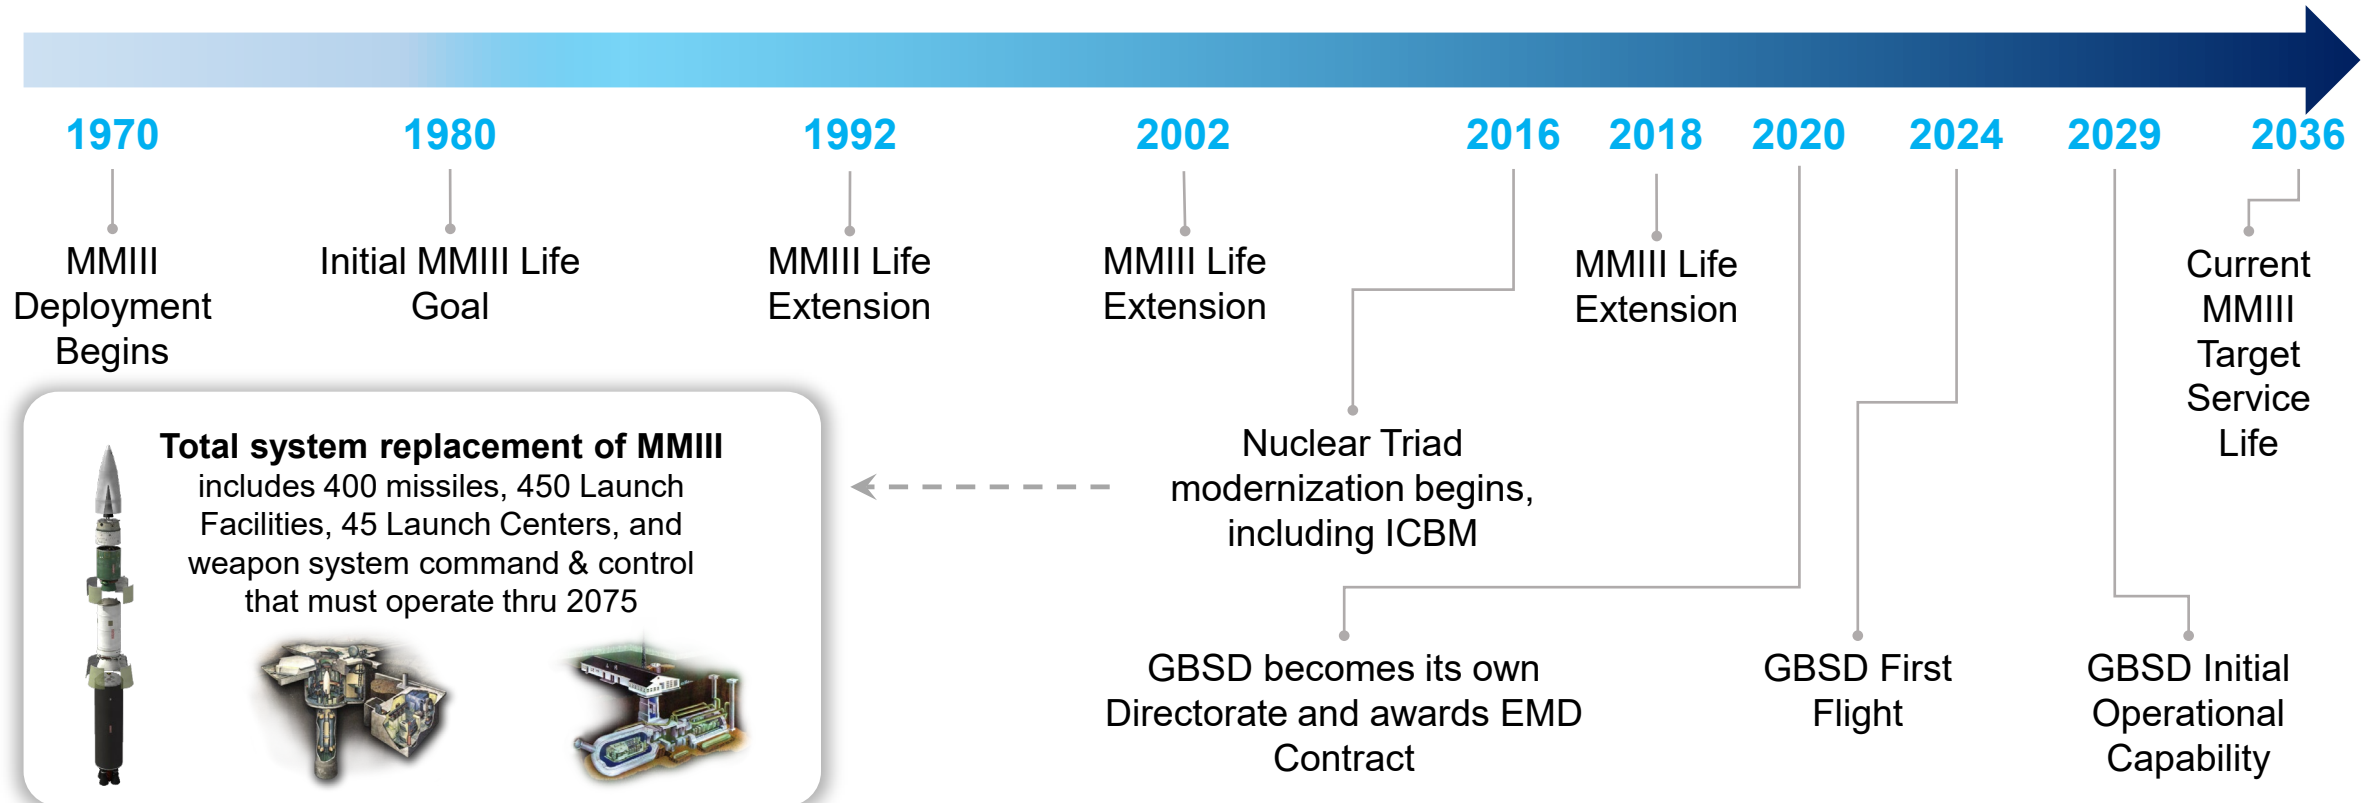 1970
1980
1992
2002
2016
2018
2020
2024
2029
2036
MMIII
Deployment
Begins
Initial MMIII Life
Goal
MMIII Life
Extension
MMIII Life
Extension
MMIII Life
Extension
Current
MMIII
Target
Service
Life
Total system replacement of MMIII
includes 400 missiles, 450 Launch
Facilities, 45 Launch Centers, and
weapon system command & control
that must operate thru 2075
Nuclear Triad
modernization begins,
including ICBM
GBSD becomes its own
Directorate and awards EMD
Contract
GBSD First
Flight
GBSD Initial
Operational
Capability